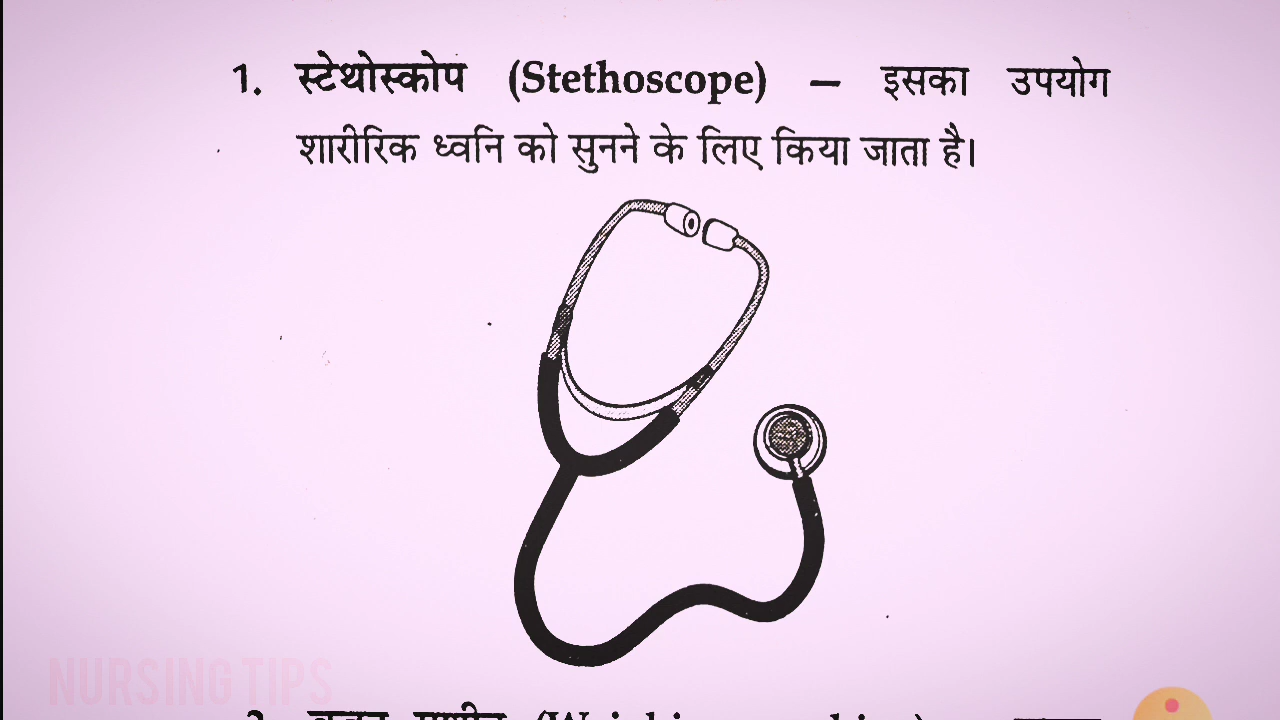 1. स्टेथोस्कोप (Stethoscope) – इसका उपयोग
शारीरिक ध्वनि को सुनने के लिए किया जाता है।
NURSING TIPS